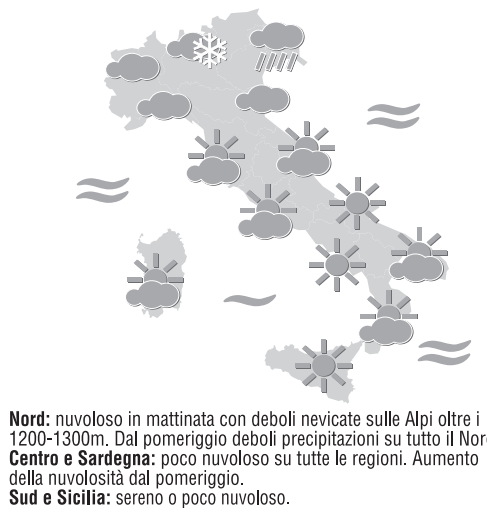 Nord: nuvoloso in mattinata con deboli nevicate sulle Alpi oltre i
1200-1300m. Dal pomeriggio deboli precipitazioni su tutto il Nor
Centro e Sardegna: poco nuvoloso su tutte le regioni. Aumento
della nuvolosità dal pomeriggio.
Sud e Sicilia: sereno o poco nuvoloso.